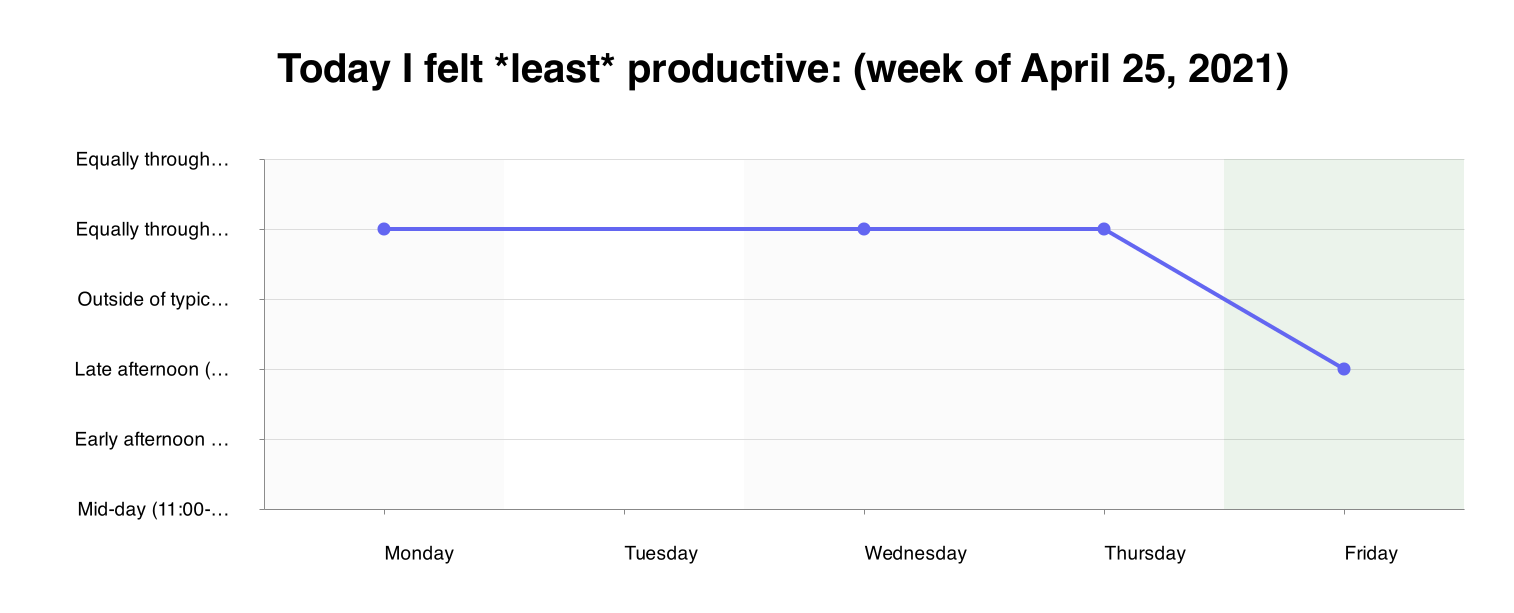 Today I felt *least* productive: (week of April 25, 2021)
Equally through…
Equally through…
Outside of typic…
Late afternoon (…
Early afternoon …
Mid-day (11:00-…
Monday Tuesday Wednesday Thursday Friday